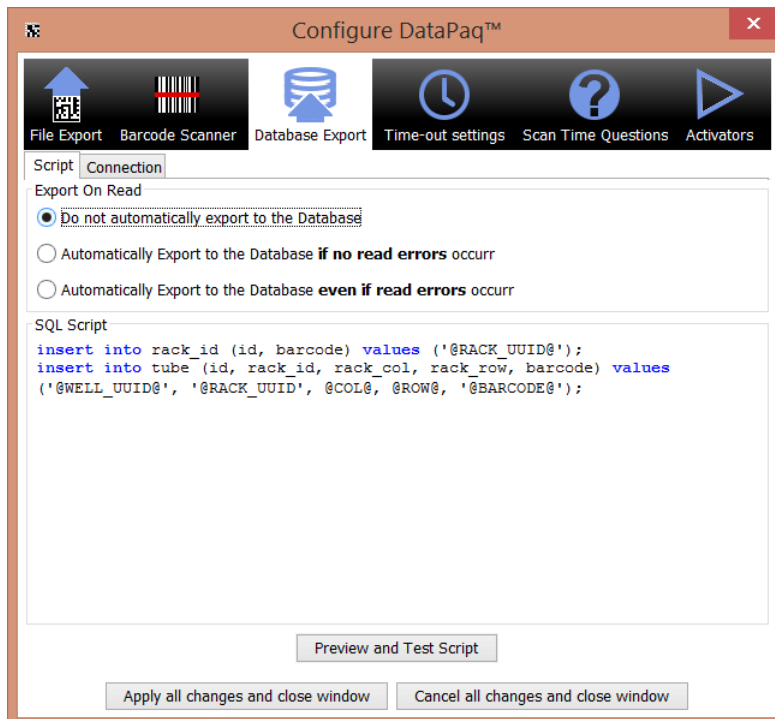 Configure DataPaq™
File Export Barcode Scanner Database Export Time-out settings Scan Time Questions Activators
Script Connection
Export On Read
Do not automatically export to the Database
Automatically Export to the Database if no read errors occurr
Automatically Export to the Database even if read errors occurr
SQL Script
insert into rack_id (id, barcode) values ('@RACK_UUID@');
insert into tube (id, rack_id, rack_col, rack_row, barcode) values
('@WELL_UUID@', '@RACK_UUID', @COL@, @ROW@, '@BARCODE@');
Preview and Test Script
Apply all changes and close window Cancel all changes and close window